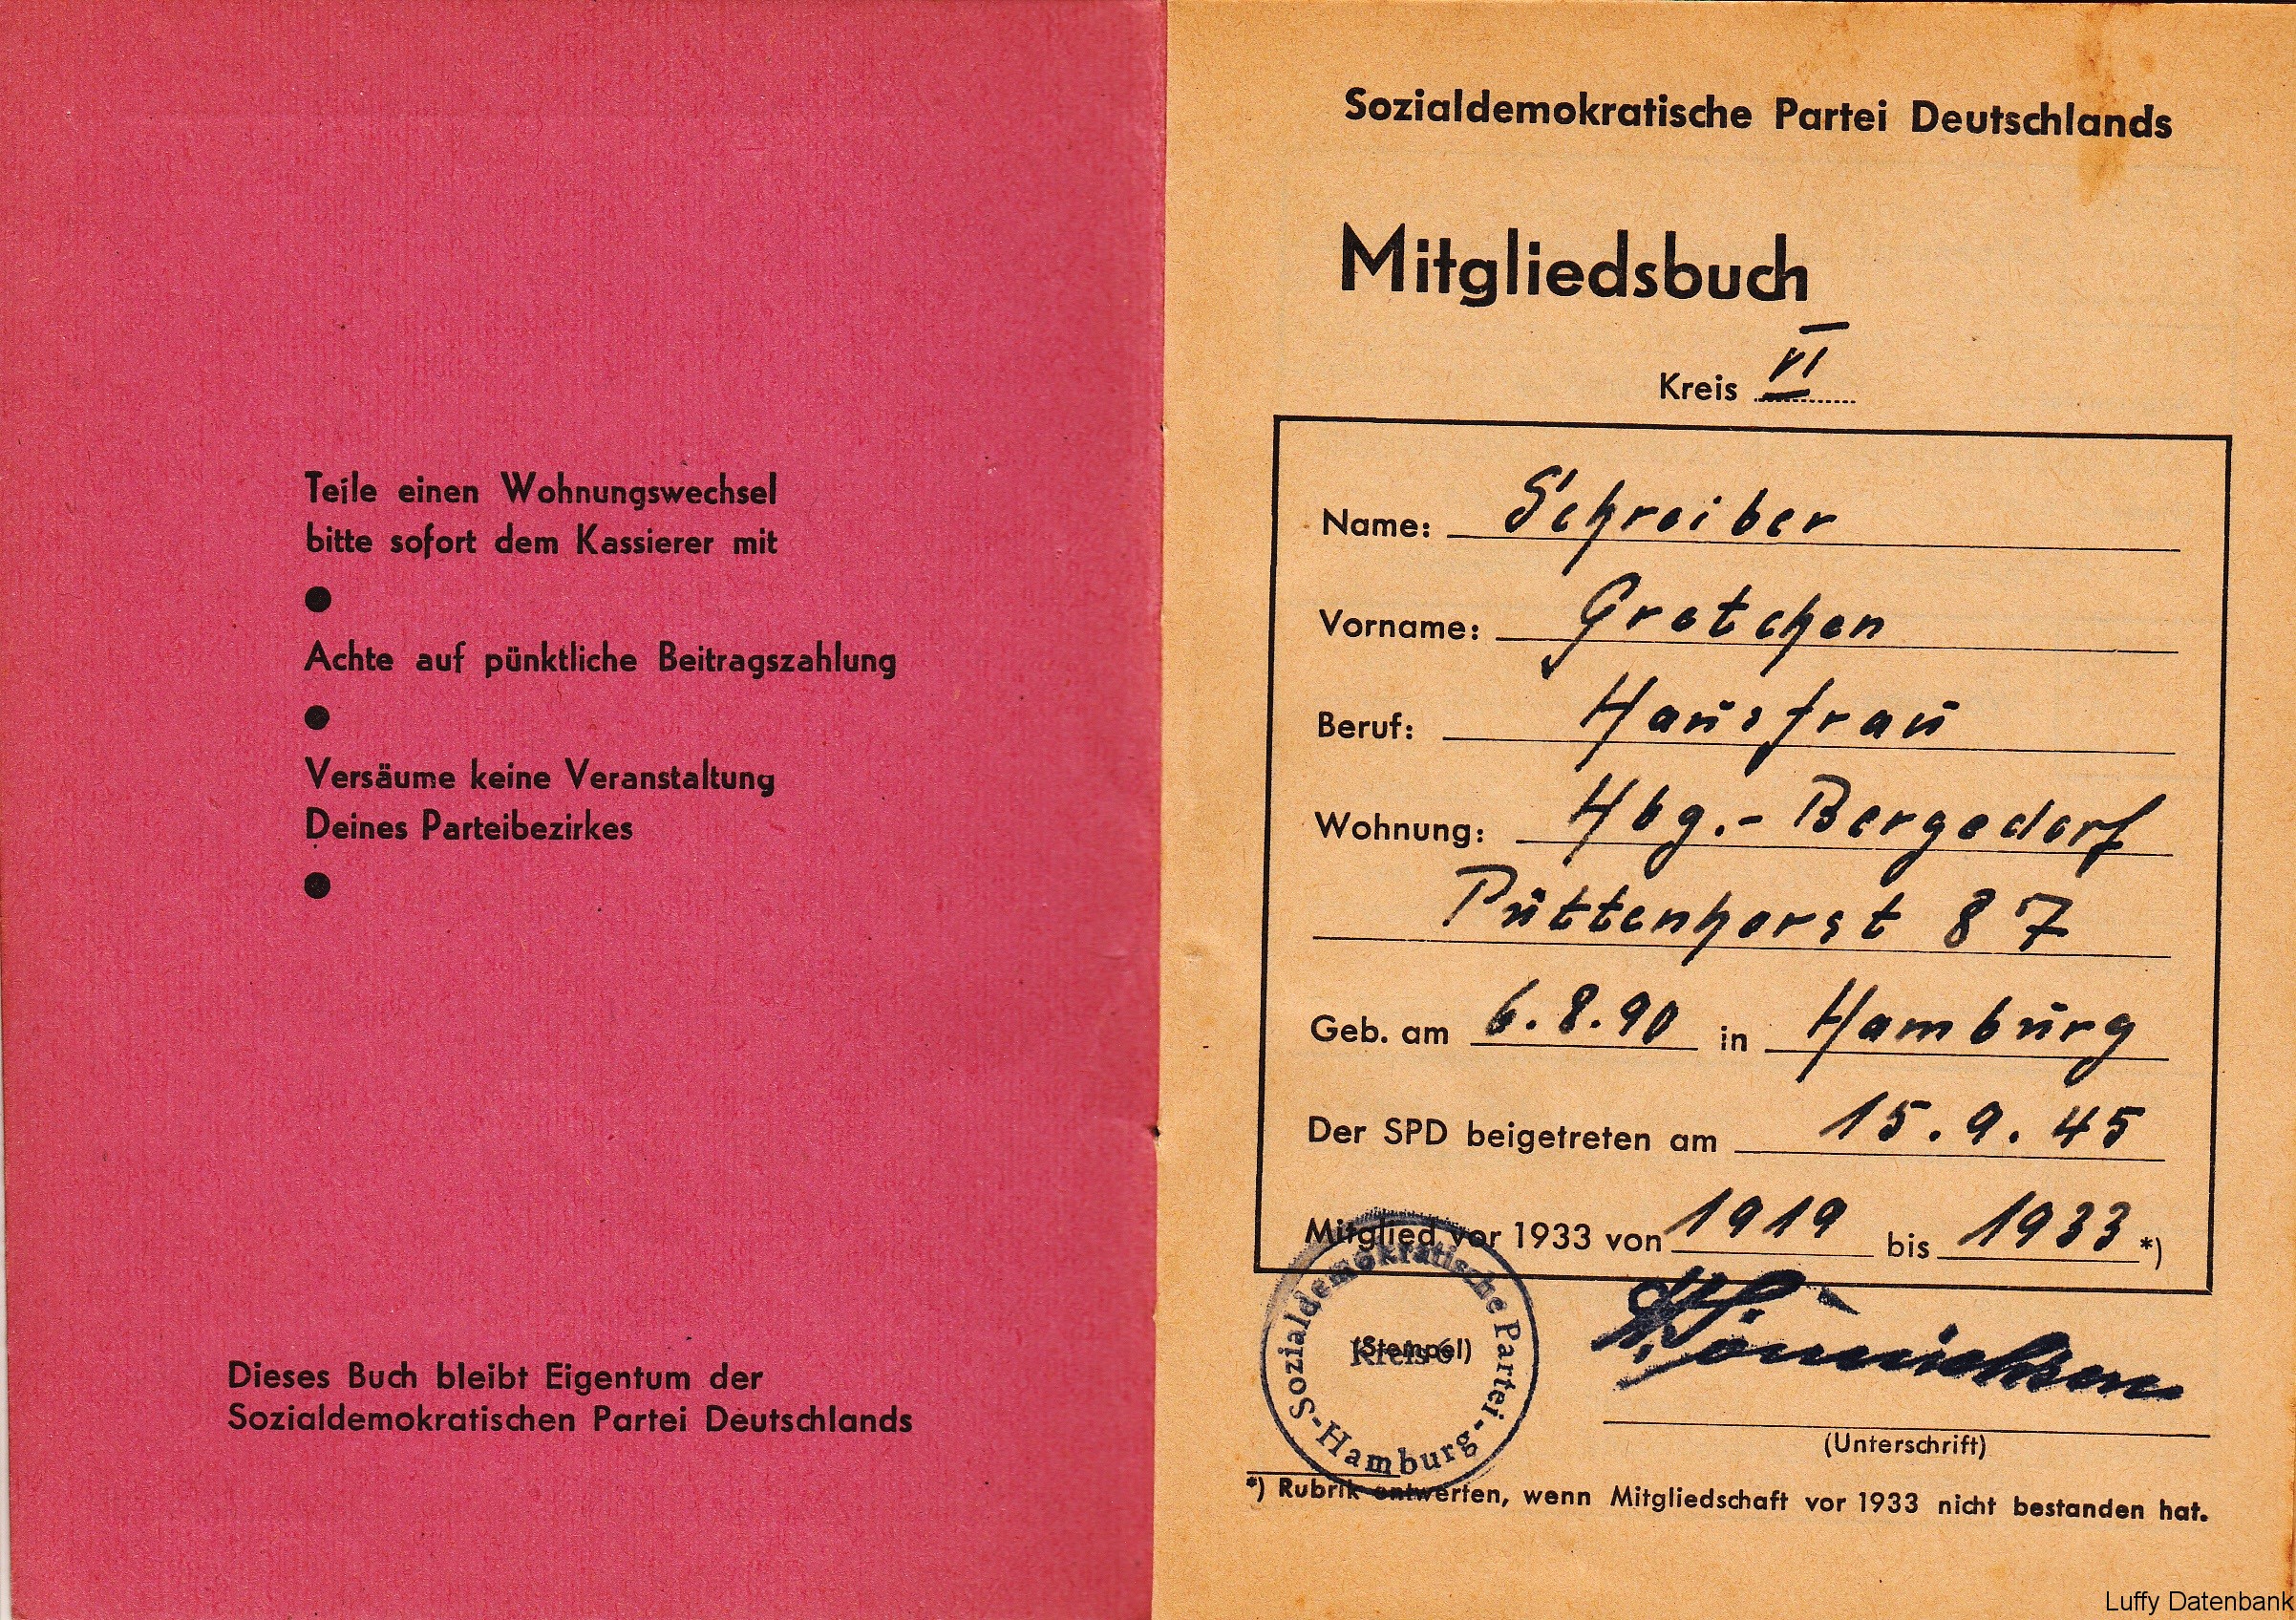 Teile einen Wohnungswechsel
bitte sofort dem Kassierer mit
Achte auf pünktliche Beitragszahlung
Versäume keine Veranstaltung
Deines Parteibezirkes
Dieses Buch bleibt Eigentum der
Sozialdemokratischen Partei Deutschlands
Sozialdemokratische Partei Deutschlands
Mitgliedsbuch
Kreis VI
Name: Schreiber
Vorname: Gretchen
Beruf: Hausfrau
Wohnung: Hbg.- Bergedorf
Püttenhorst 87
Geb. am 6.8.90 in Hamburg
Der SPD beigetreten am 15.9.45
Mitglied vor 1933 von 1919 bis 1933 *)
Sozialdemokratische Partei - Hamburg -
(Stempel)
Kreis 6
(Unterschrift)
*) Rubrik entwerten, wenn Mitgliedschaft vor 1933 nicht bestanden hat.
Luffy Datenbank